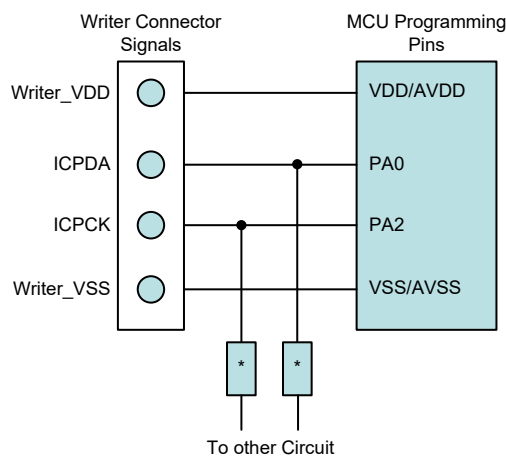 Writer Connector
Signals
MCU Programming
Pins
Writer_VDD
VDD/AVDD
ICPDA
PA0
ICPCK
PA2
Writer_VSS
VSS/AVSS
*
*
To other Circuit